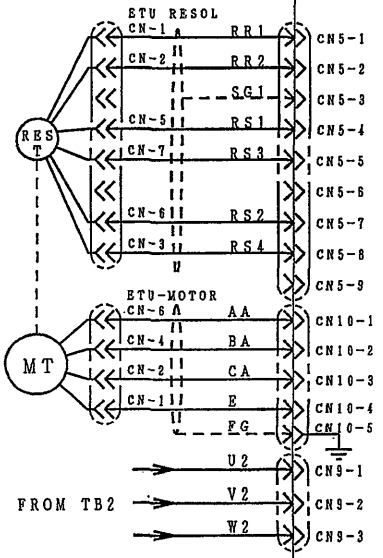 ETU RESOL
CN-1 RR1 CN5-1
CN-2 RR2 CN5-2
SG1 CN5-3
CN-5 RS1 CN5-4
RES
T
CN-7 RS3 CN5-5
CN5-6
CN-6 RS2 CN5-7
CN-3 RS4 CN5-8
CN5-9
ETU-MOTOR
CN-6 AA CN10-1
CN-4 BA CN10-2
MT
CN-2 CA CN10-3
CN-1 E CN10-4
FG CN10-5
U2 CN9-1
FROM TB2 V2 CN9-2
W2 CN9-3